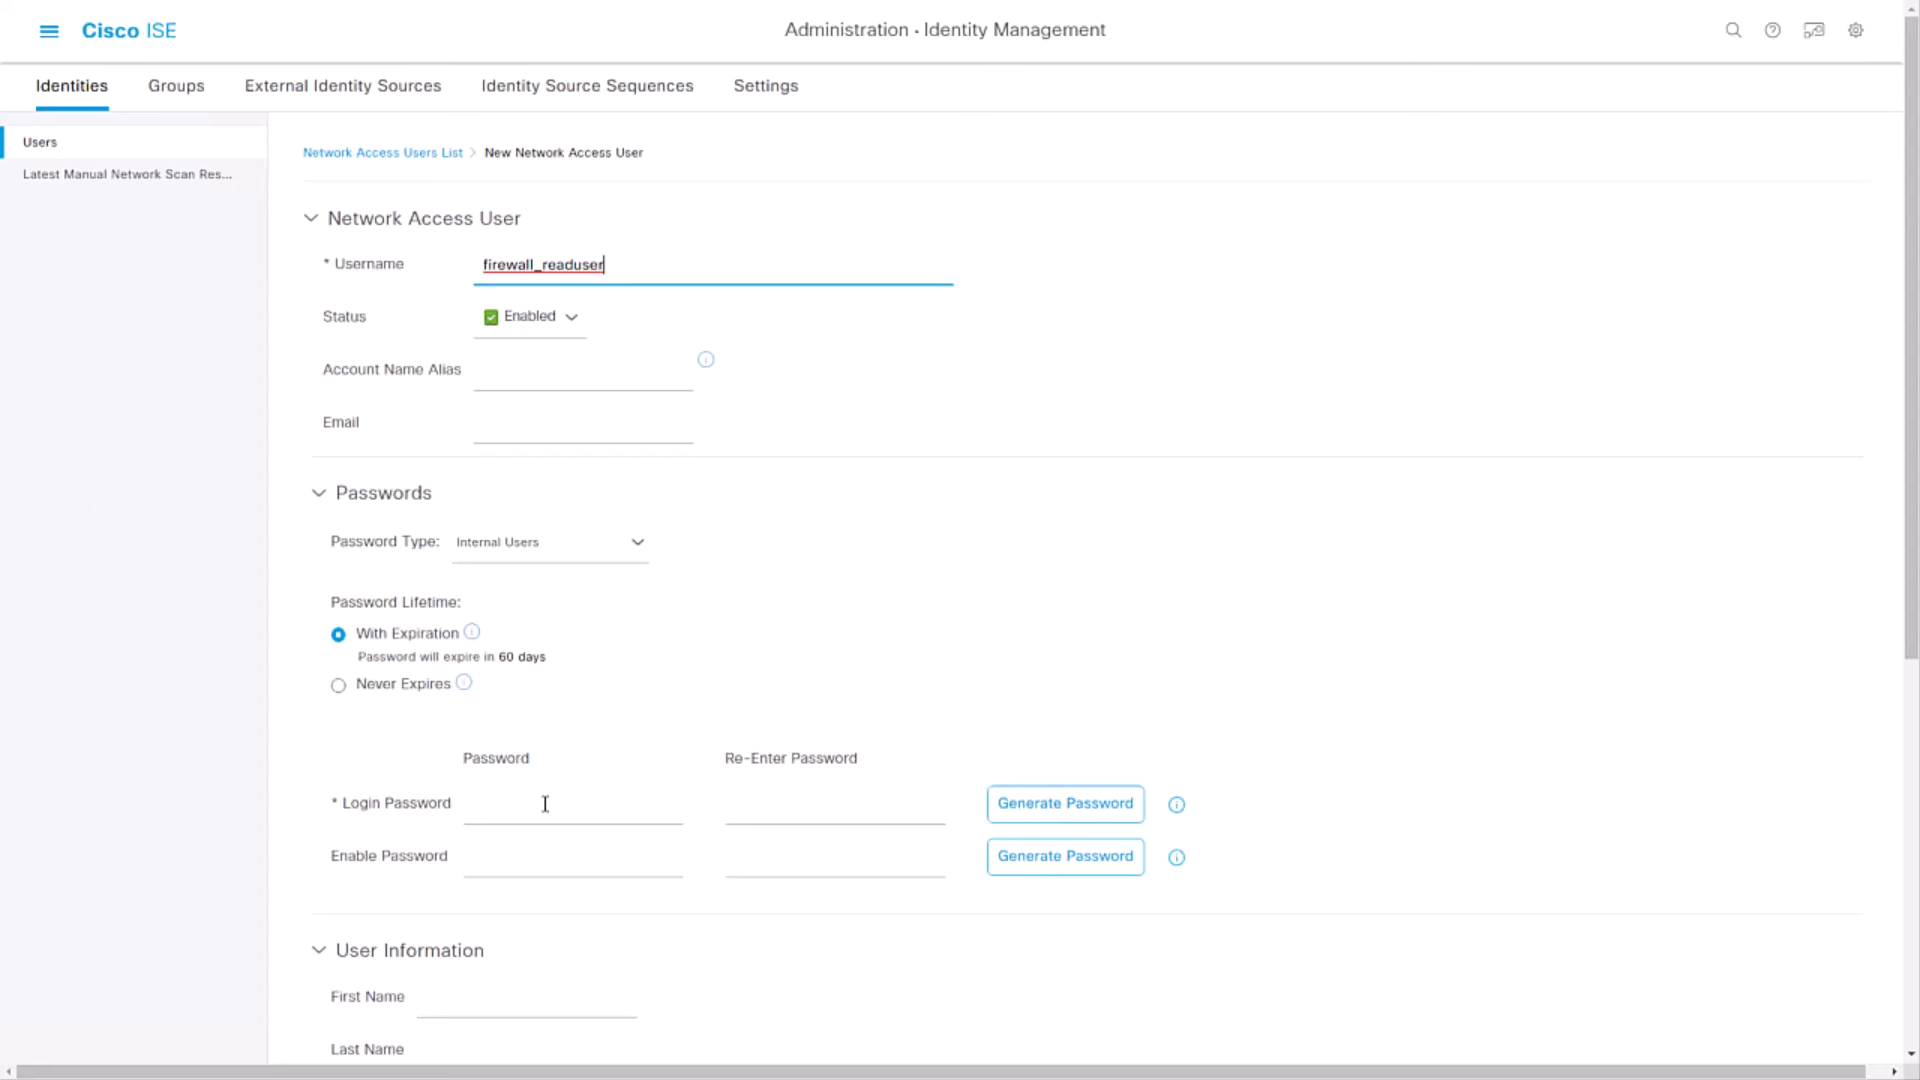 Cisco ISE
Administration · Identity Management
Identities
Groups
External Identity Sources
Identity Source Sequences
Settings
Users
Latest Manual Network Scan Res...
Network Access Users List > New Network Access User
Network Access User
* Username
firewall_readuser
Status
Enabled
Account Name Alias
Email
Passwords
Password Type:
Internal Users
Password Lifetime:
With Expiration
Password will expire in 60 days
Never Expires
Password
Re-Enter Password
* Login Password
Generate Password
Enable Password
Generate Password
User Information
First Name
Last Name